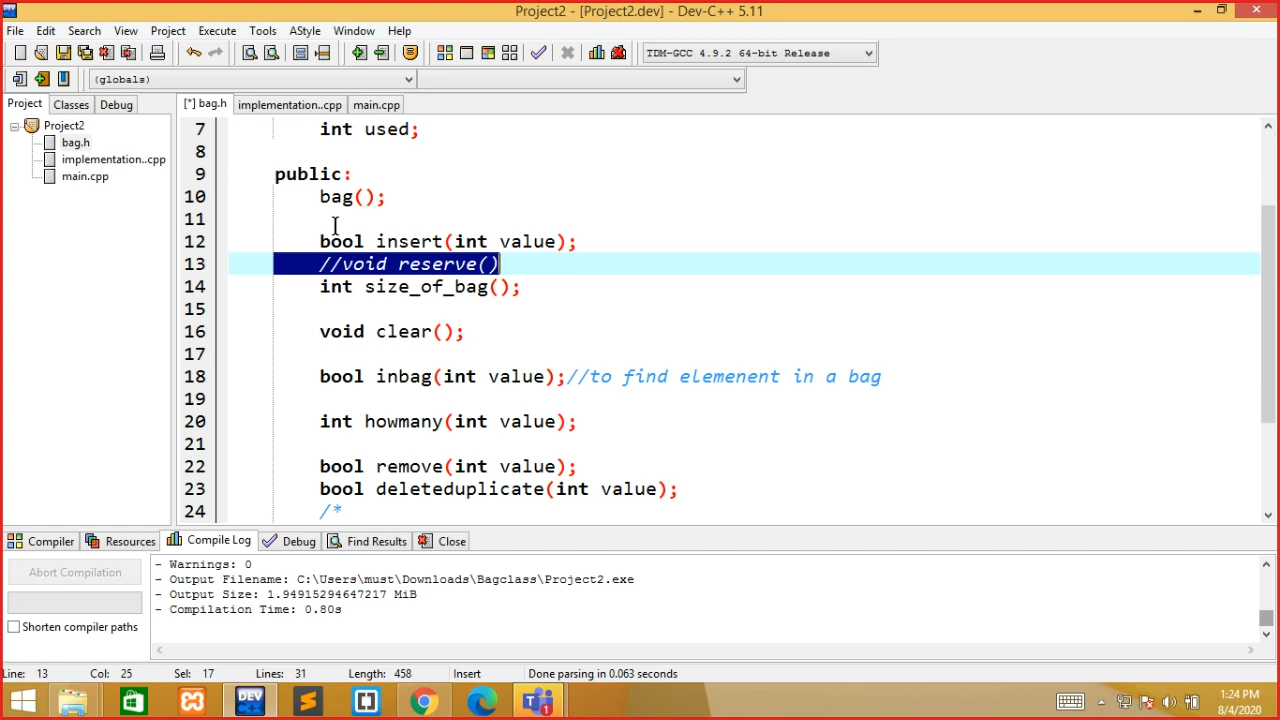 Project2 - [Project2.dev] - Dev-C++ 5.11
File Edit Search View Project Execute Tools AStyle Window Help
TDM-GCC 4.9.2 64-bit Release
(globals)
Project Classes Debug
[*] bag.h implementation..cpp main.cpp
Project2
bag.h
implementation..cpp
main.cpp
7 int used;
8
9 public:
10 bag();
11
12 bool insert(int value);
13 //void reserve()
14 int size_of_bag();
15
16 void clear();
17
18 bool inbag(int value);//to find elemenent in a bag
19
20 int howmany(int value);
21
22 bool remove(int value);
23 bool deleteduplicate(int value);
24 /*
Compiler Resources Compile Log Debug Find Results Close
Abort Compilation
Shorten compiler paths
- Warnings: 0
- Output Filename: C:\Users\must\Downloads\Bagclass\Project2.exe
- Output Size: 1.94915294647217 MiB
- Compilation Time: 0.80s
Line: 13 Col: 25 Sel: 17 Lines: 31 Length: 458 Insert Done parsing in 0.063 seconds
DEV
1
1:24 PM
8/4/2020